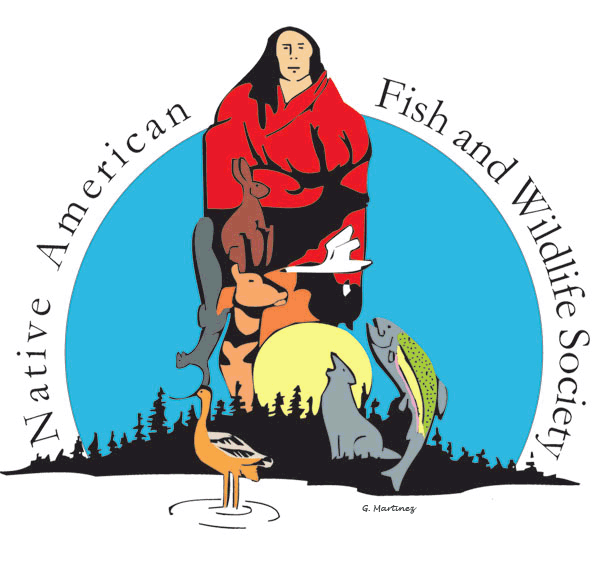 Native American Fish and Wildlife Society
G. Martinez